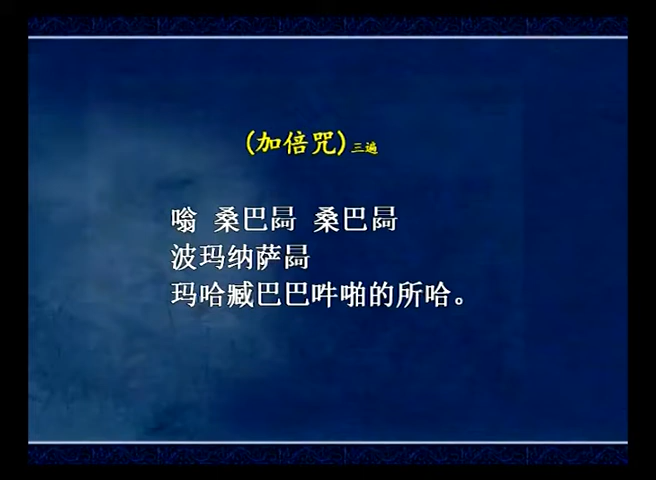 (加倍咒)三遍
嗡 桑巴局 桑巴局
波玛纳萨局
玛哈臧巴巴吽啪的所哈。